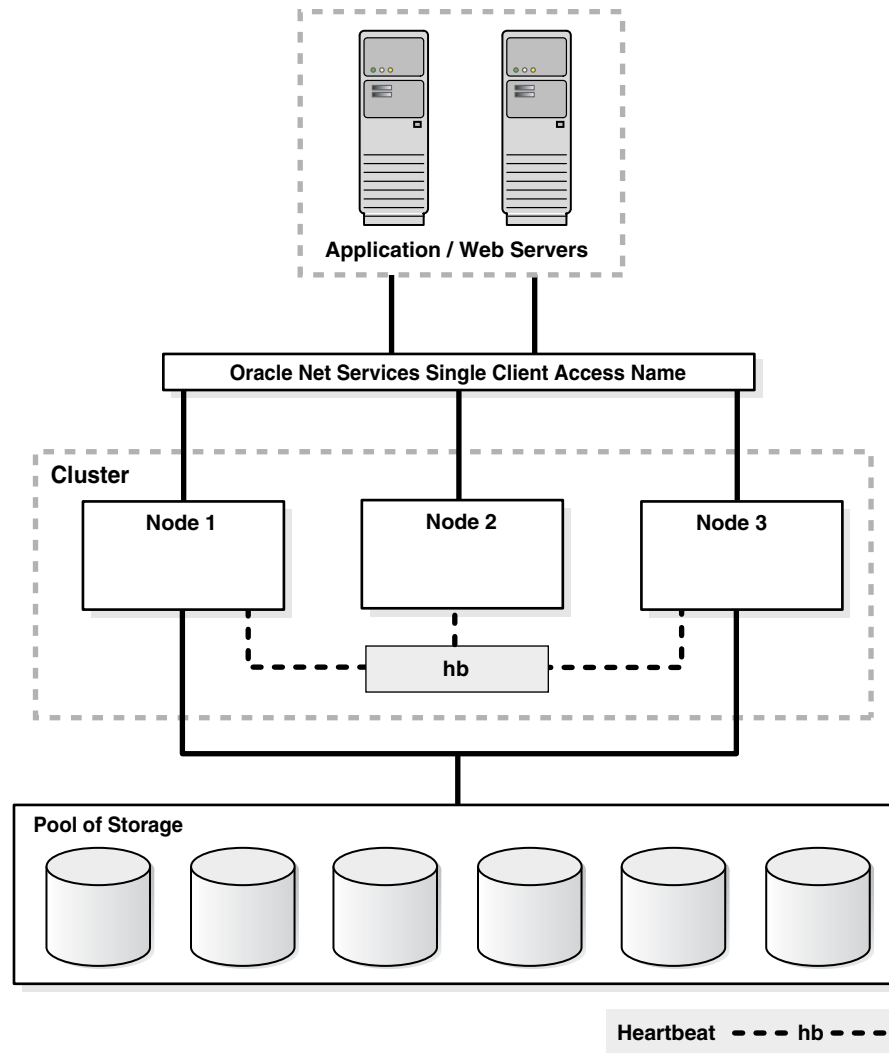 Application / Web Servers
Oracle Net Services Single Client Access Name
Cluster
Node 1
Node 2
Node 3
hb
Pool of Storage
Heartbeat hb